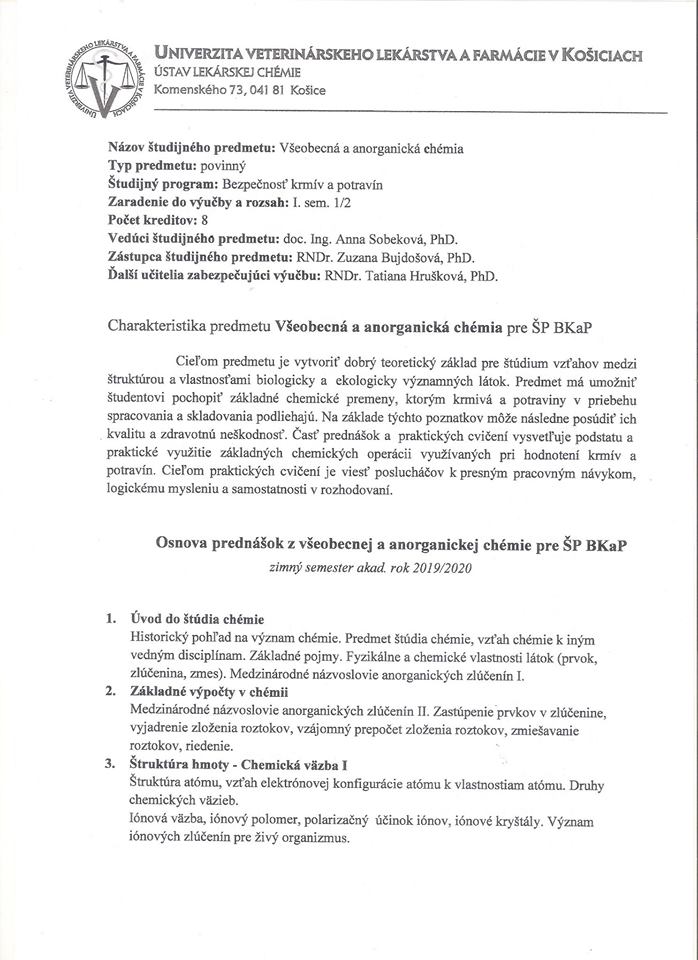 UNIVERZITA VETERINÁRSKEHO LEKÁRSTVA A FARMÁCIE V KOŠICIACH
ÚSTAV LEKÁRSKEJ CHÉMIE
Komenského 73, 041 81 Košice
UNIVERZITA VETERINÁRSKEHO LEKÁRSTVA A FARMÁCIE V KOŠICIACH
Názov študijného predmetu: Všeobecná a anorganická chémia
Typ predmetu: povinný
Študijný program: Bezpečnosť krmív a potravín
Zaradenie do výučby a rozsah: I. sem. 1/2
Počet kreditov: 8
Vedúci študijného predmetu: doc. Ing. Anna Sobeková, PhD.
Zástupca študijného predmetu: RNDr. Zuzana Bujdošová, PhD.
Ďalší učitelia zabezpečujúci výučbu: RNDr. Tatiana Hrušková, PhD.
Charakteristika predmetu Všeobecná a anorganická chémia pre ŠP BKaP
Cieľom predmetu je vytvoriť dobrý teoretický základ pre štúdium vzťahov medzi
štruktúrou a vlastnosťami biologicky a ekologicky významných látok. Predmet má umožniť
študentovi pochopiť základné chemické premeny, ktorým krmivá a potraviny v priebehu
spracovania a skladovania podliehajú. Na základe týchto poznatkov môže následne posúdiť ich
kvalitu a zdravotnú neškodnosť. Časť prednášok a praktických cvičení vysvetľuje podstatu a
praktické využitie základných chemických operácii využívaných pri hodnotení krmív a
potravín. Cieľom praktických cvičení je viesť poslucháčov k presným pracovným návykom,
logickému mysleniu a samostatnosti v rozhodovaní.
Osnova prednášok z všeobecnej a anorganickej chémie pre ŠP BKaP
zimný semester akad. rok 2019/2020
1. Úvod do štúdia chémie
Historický pohľad na význam chémie. Predmet štúdia chémie, vzťah chémie k iným
vedným disciplínam. Základné pojmy. Fyzikálne a chemické vlastnosti látok (prvok,
zlúčenina, zmes). Medzinárodné názvoslovie anorganických zlúčenín I.
2. Základné výpočty v chémii
Medzinárodné názvoslovie anorganických zlúčenín II. Zastúpenie prvkov v zlúčenine,
vyjadrenie zloženia roztokov, vzájomný prepočet zloženia roztokov, zmiešavanie
roztokov, riedenie.
3. Štruktúra hmoty - Chemická väzba I
Štruktúra atómu, vzťah elektrónovej konfigurácie atómu k vlastnostiam atómu. Druhy
chemických väzieb.
Iónová väzba, iónový polomer, polarizačný účinok iónov, iónové kryštály. Význam
iónových zlúčenín pre živý organizmus.